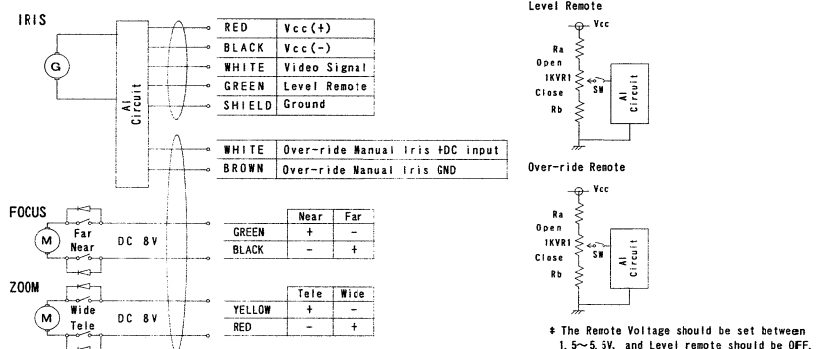 IRIS
G
AI Circuit
RED Vcc(+)
BLACK Vcc(-)
WHITE Video Signal
GREEN Level Remote
SHIELD Ground
WHITE Over-ride Manual Iris +DC input
BROWN Over-ride Manual Iris GND
FOCUS
M
Far
Near
DC 8V
Near Far
GREEN + -
BLACK - +
ZOOM
M
Wide
Tele
DC 8V
Tele Wide
YELLOW + -
RED - +
Level Remote
Vcc
Ra
Open
1KVR1
Close
Rb
SW
AI Circuit
Over-ride Remote
Vcc
Ra
Open
1KVR1
Close
Rb
SW
AI Circuit
* The Remote Voltage should be set between
1.5~5.5V, and Level remote should be OFF.